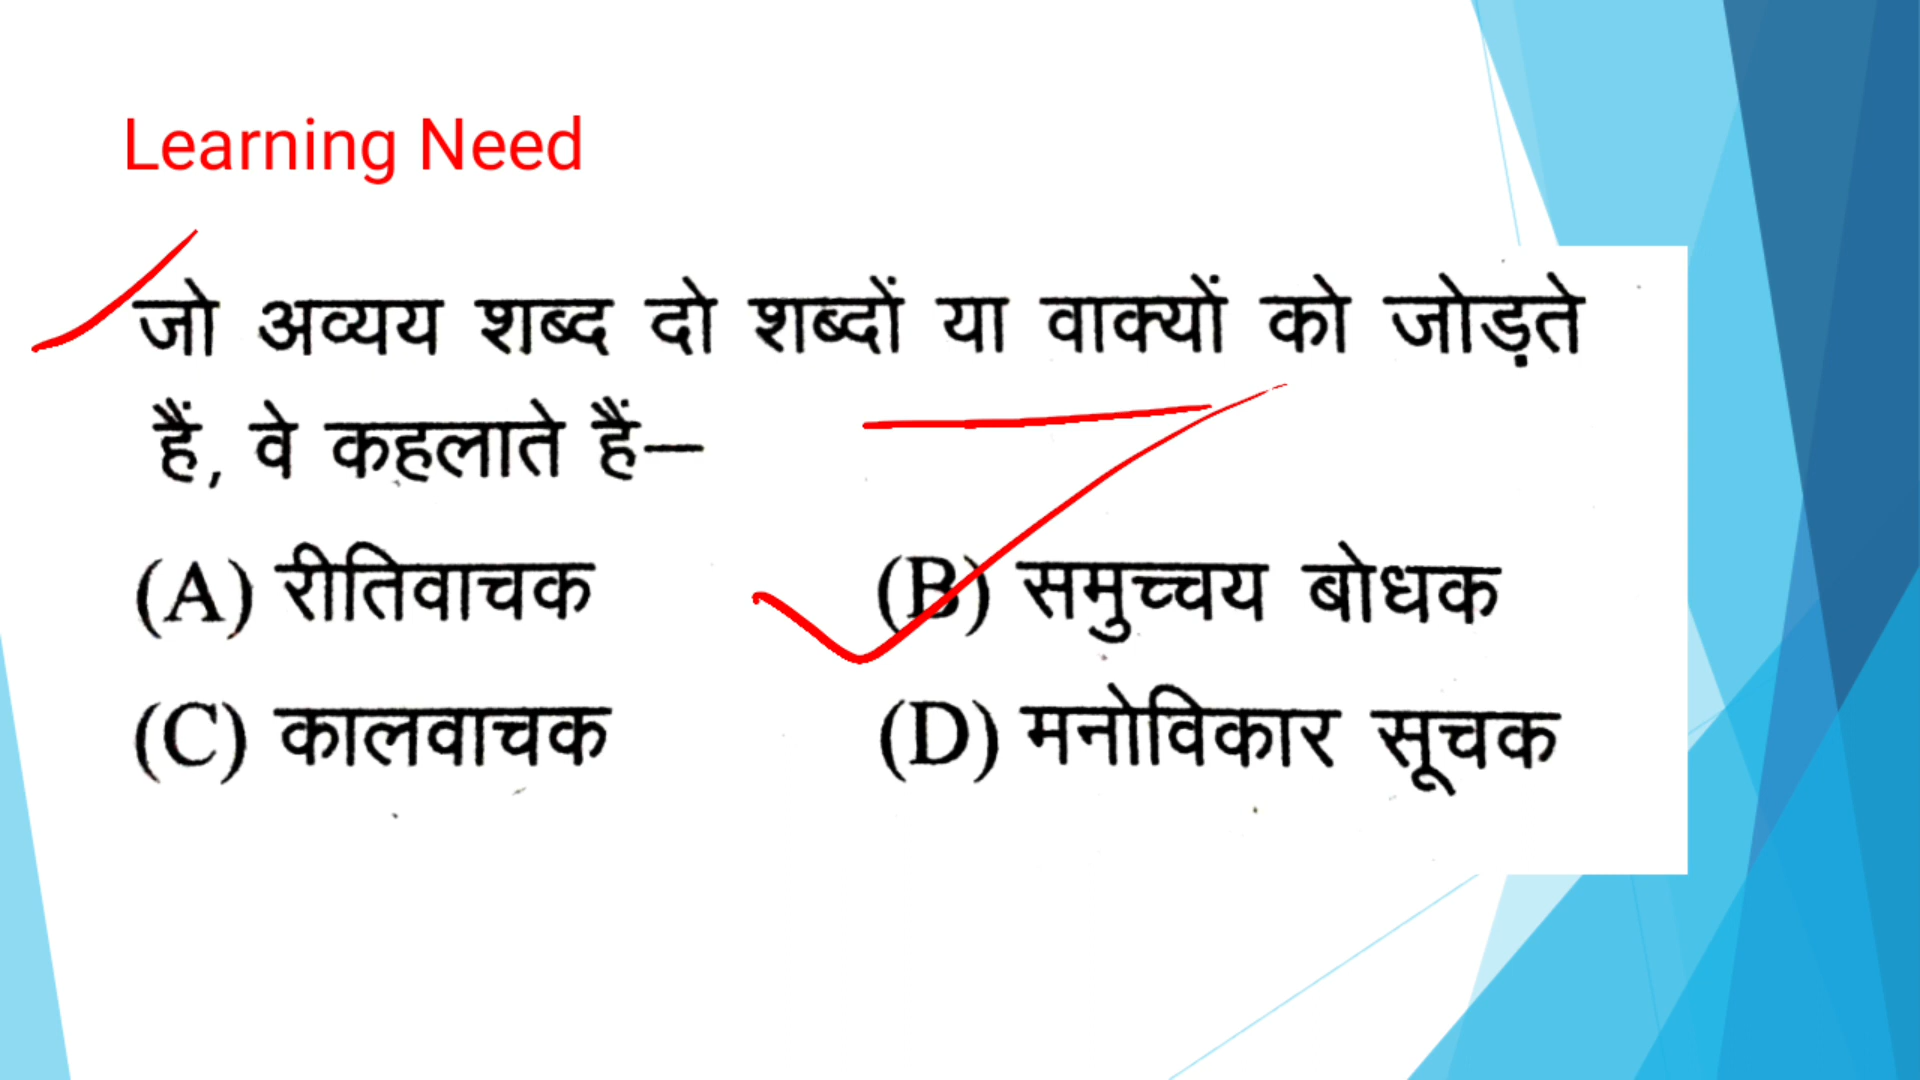 Learning Need
जो अव्यय शब्द दो शब्दों या वाक्यों को जोड़ते
हैं, वे कहलाते हैं—
(A) रीतिवाचक (B) समुच्चय बोधक
(C) कालवाचक (D) मनोविकार सूचक